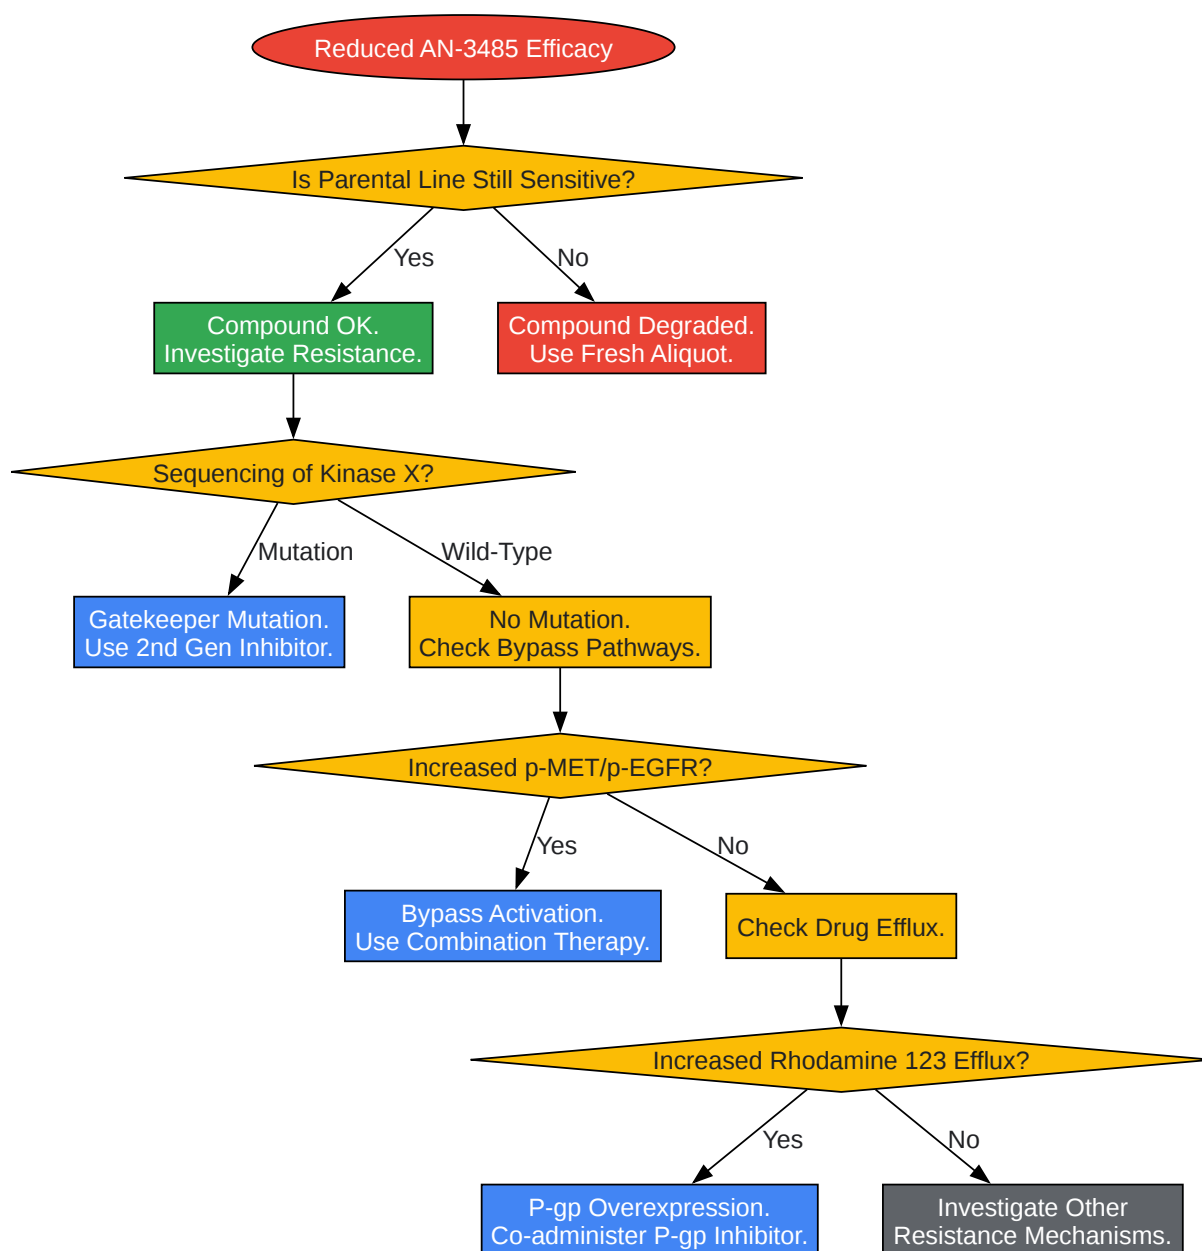 Reduced AN-3485 Efficacy
Is Parental Line Still Sensitive?
Yes
No
Compound OK.
Investigate Resistance.
Compound Degraded.
Use Fresh Aliquot.
Sequencing of Kinase X?
Mutation
Wild-Type
Gatekeeper Mutation.
Use 2nd Gen Inhibitor.
No Mutation.
Check Bypass Pathways.
Increased p-MET/p-EGFR?
Yes
No
Bypass Activation.
Use Combination Therapy.
Check Drug Efflux.
Increased Rhodamine 123 Efflux?
Yes
No
P-gp Overexpression.
Co-administer P-gp Inhibitor.
Investigate Other
Resistance Mechanisms.